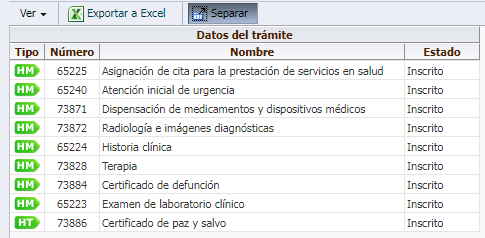 Ver Exportar a Excel Separar
Datos del trámite
Tipo Número Nombre Estado
HM 65225 Asignación de cita para la prestación de servicios en salud Inscrito
HM 65240 Atención inicial de urgencia Inscrito
HM 73871 Dispensación de medicamentos y dispositivos médicos Inscrito
HM 73872 Radiología e imágenes diagnósticas Inscrito
HM 65224 Historia clínica Inscrito
HM 73828 Terapia Inscrito
HM 73884 Certificado de defunción Inscrito
HM 65223 Examen de laboratorio clínico Inscrito
HT 73886 Certificado de paz y salvo Inscrito